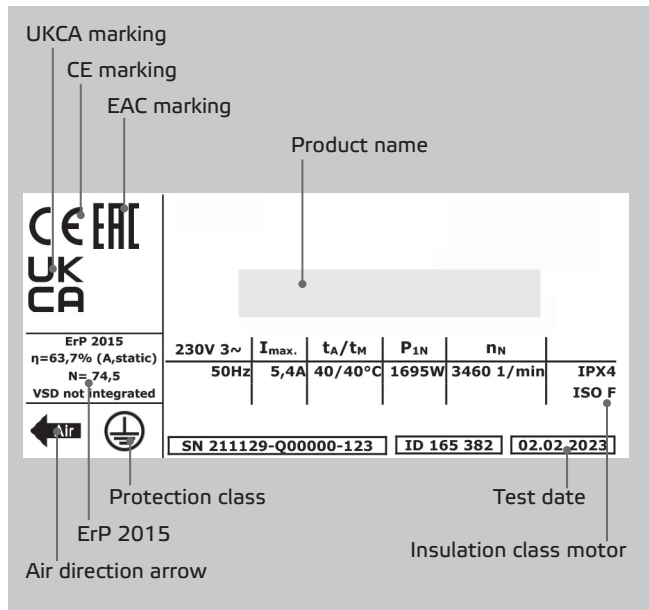 UKCA marking
CE marking
EAC marking
Product name
CE EAC
UK
CA
ErP 2015
η=63,7% (A,static)
N= 74,5
VSD not integrated
230V 3~ Imax. tA/tM P1N nN
50Hz 5,4A 40/40°C 1695W 3460 1/min IPX4
ISO F
Air
SN 211129-Q00000-123 ID 165 382 02.02.2023
Protection class
Test date
ErP 2015
Insulation class motor
Air direction arrow